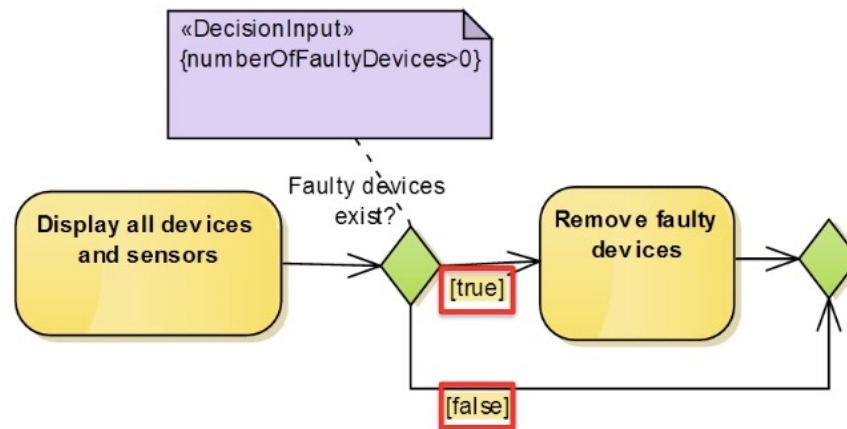 «DecisionInput»
{numberOfFaultyDevices>0}
Faulty devices
exist?
Display all devices
and sensors
Remove faulty
devices
[true]
[false]